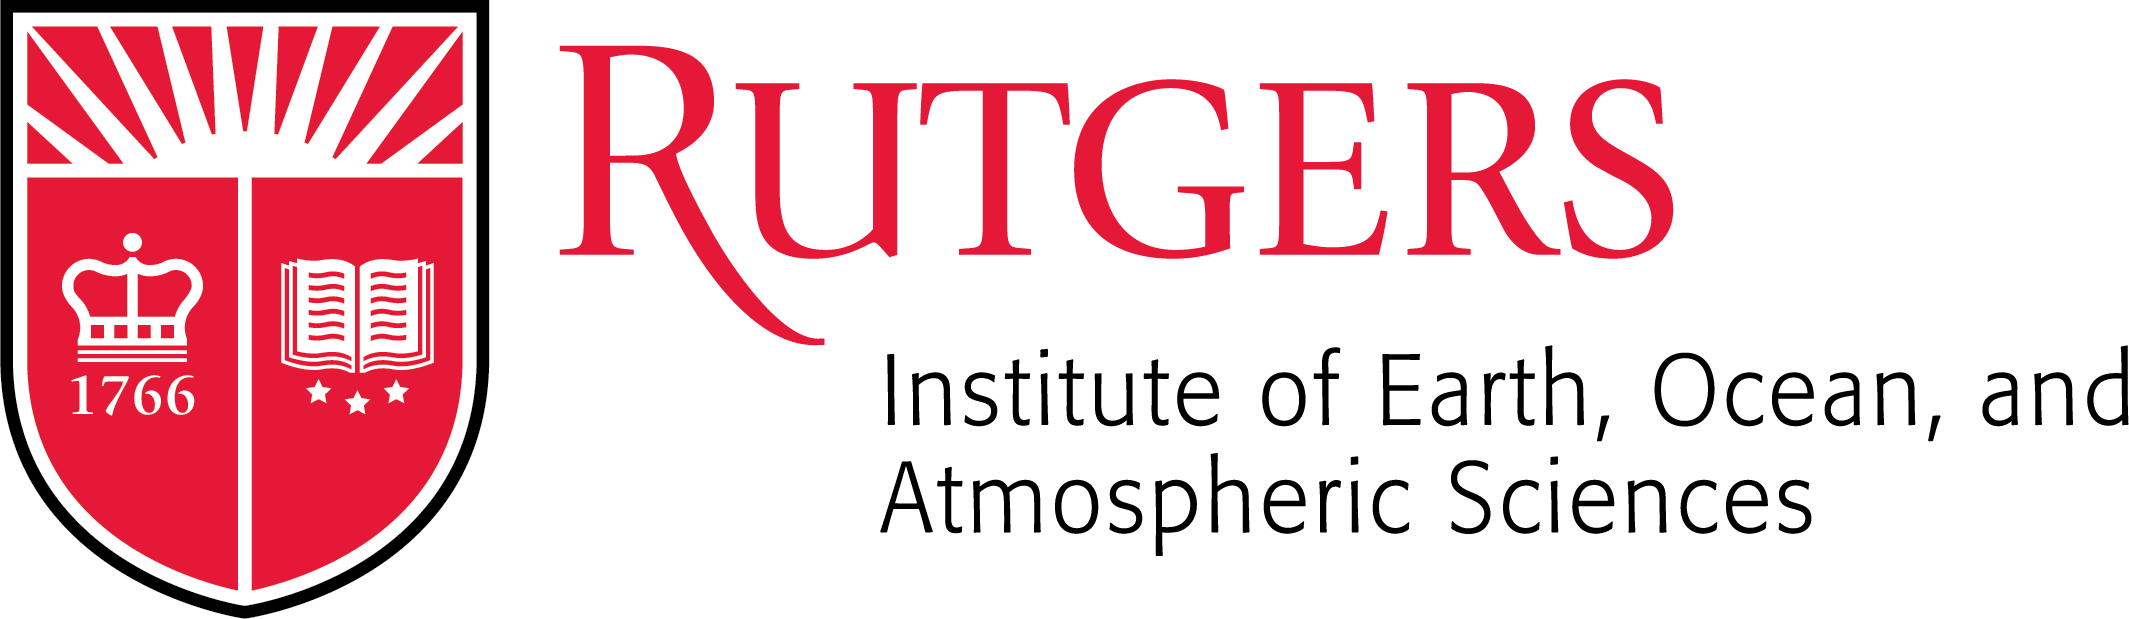 1766
RUTGERS
Institute of Earth, Ocean, and
Atmospheric Sciences